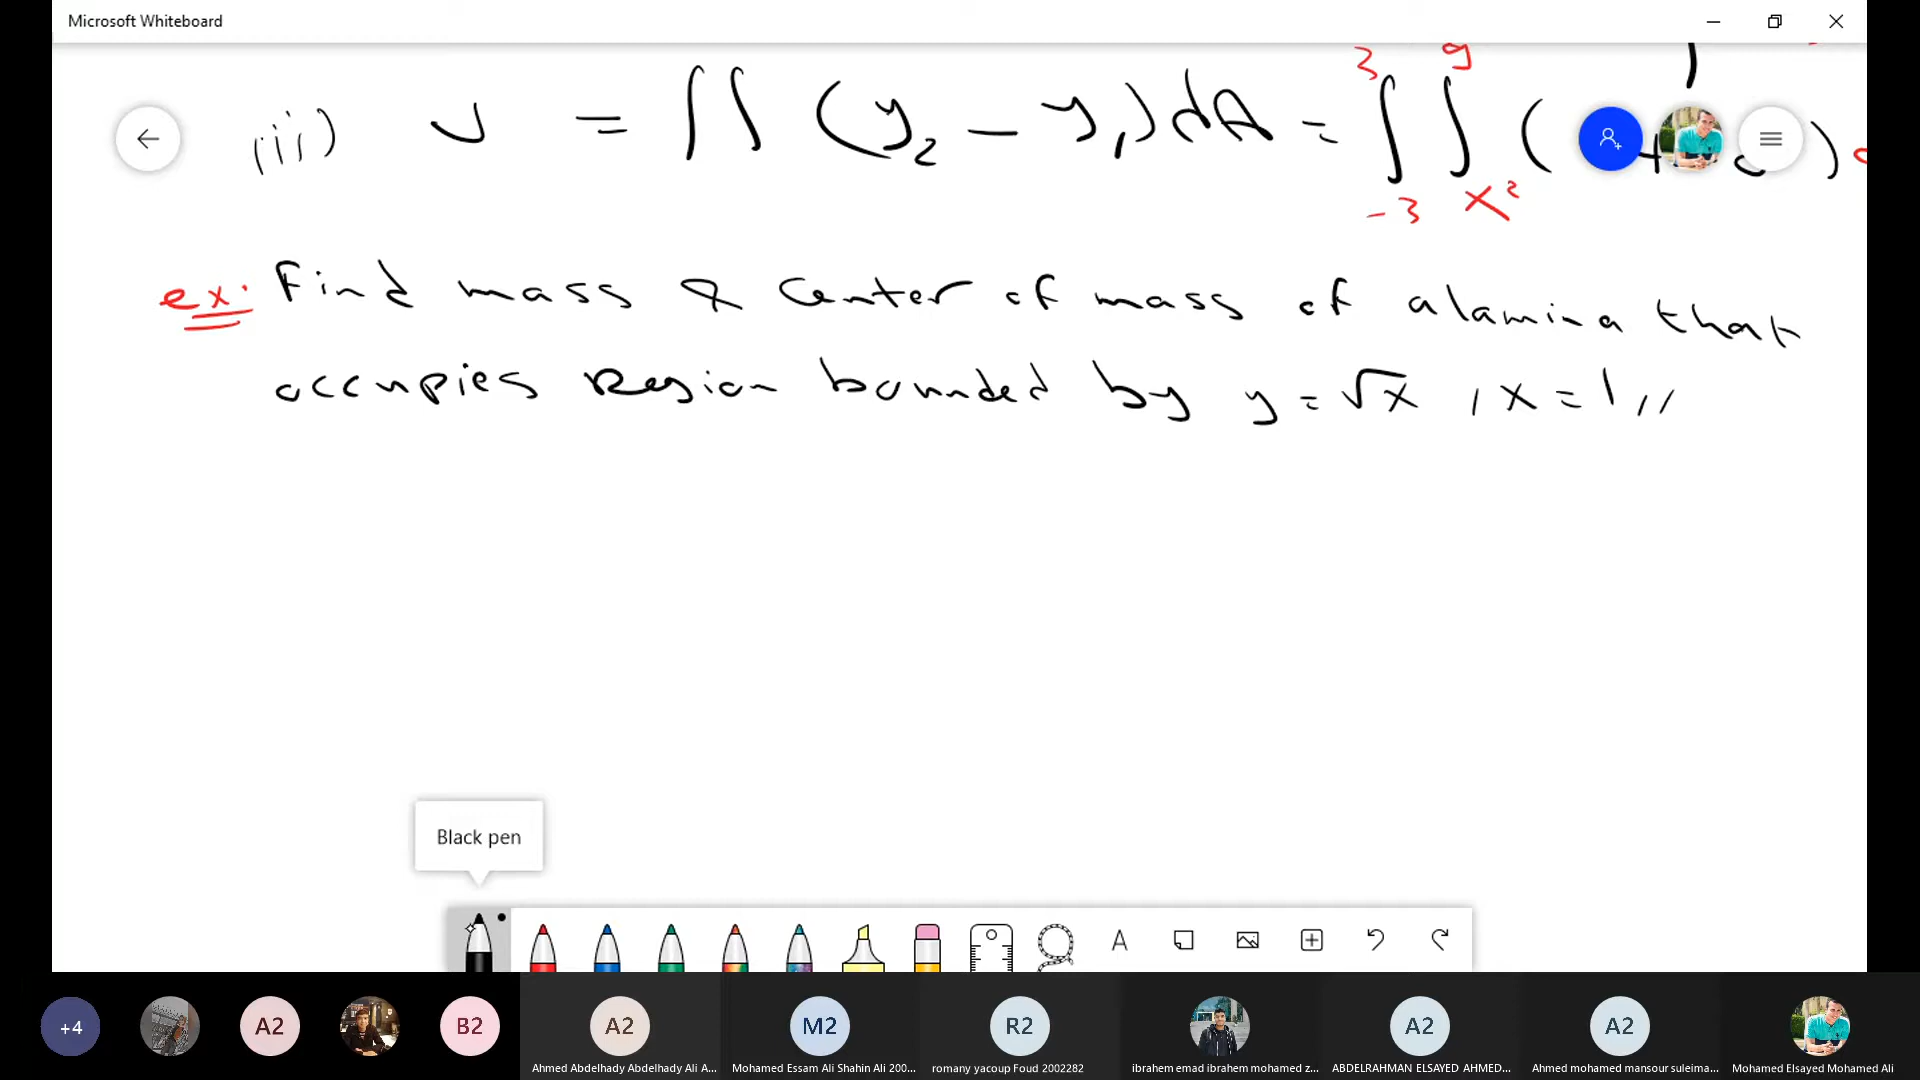 Microsoft Whiteboard
iii) V = ∬ (y₂ - y₁) dA = ∫₋₃³ ∫ₓ²⁹ ( + )
ex: Find mass & Center of mass of a lamina that
occupies Region bounded by y = √x , x = 1 ,,
Black pen
+4
A2
B2
A2
M2
R2
A2
A2
Ahmed Abdelhady Abdelhady Ali A...
Mohamed Essam Ali Shahin Ali 200...
romany yacoup Foud 2002282
ibrahem emad ibrahem mohamed z...
ABDELRAHMAN ELSAYED AHMED...
Ahmed mohamed mansour suleima...
Mohamed Elsayed Mohamed Ali